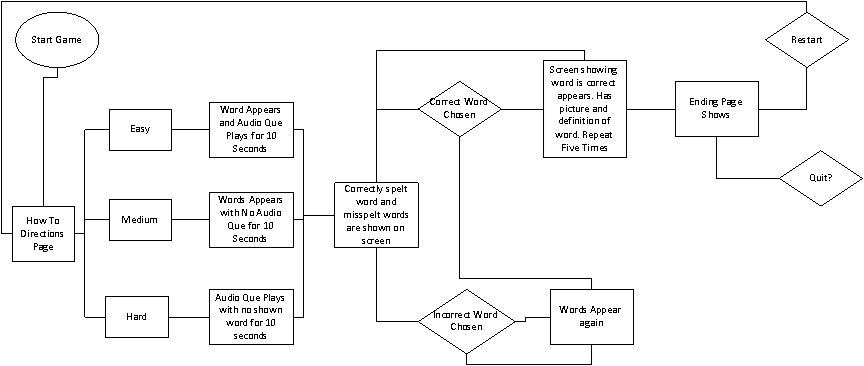 Start Game
Restart
Screen showing
word is correct
appears. Has
picture and
definition of
word. Repeat
Five Times
Correct Word
Chosen
Ending Page
Shows
Word Appears
and Audio Que
Plays for 10
Seconds
Easy
Quit?
Correctly spelt
word and
misspelt words
are shown on
screen
Words Appears
with No Audio
Que for 10
Seconds
Medium
How To
Directions
Page
Audio Que Plays
with no shown
word for 10
seconds
Hard
Incorrect Word
Chosen
Words Appear
again